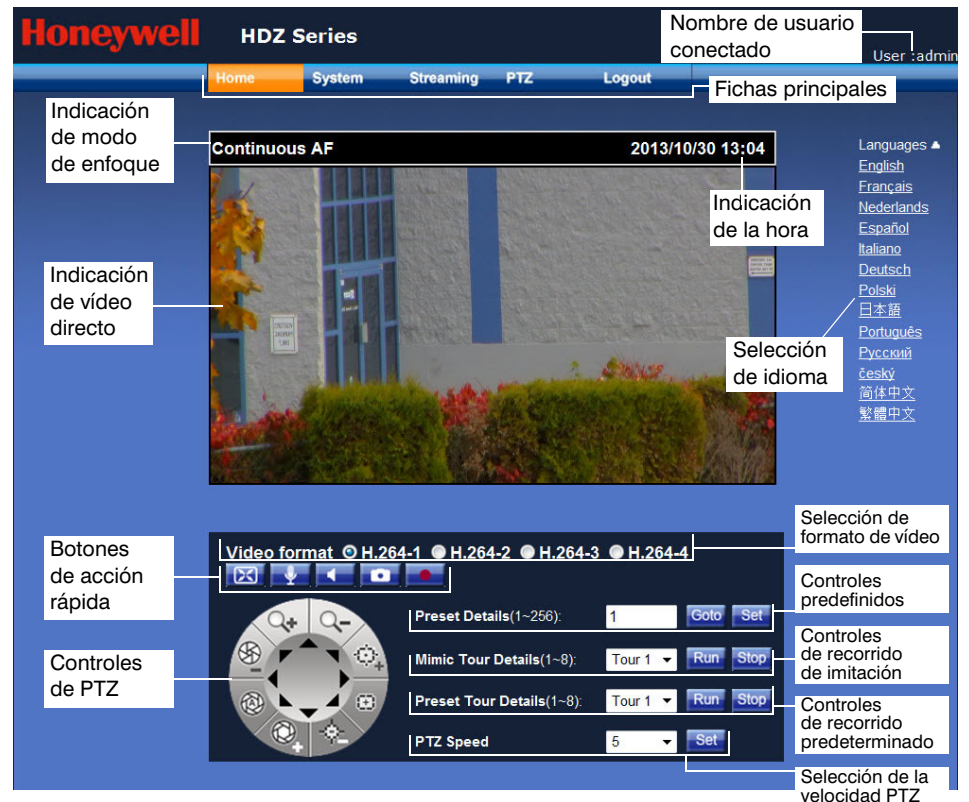 Honeywell
HDZ Series
Nombre de usuario
conectado
User :admin
Home System Streaming PTZ Logout
Fichas principales
Indicación
de modo
de enfoque
Continuous AF
2013/10/30 13:04
Indicación
de la hora
Indicación
de vídeo
directo
Languages
English
Français
Nederlands
Español
Italiano
Deutsch
Polski
日本語
Português
Русский
český
简体中文
繁體中文
Selección
de idioma
Selección de
formato de vídeo
Video format H.264-1 H.264-2 H.264-3 H.264-4
Botones
de acción
rápida
Controles
predefinidos
Preset Details(1~256): 1 Goto Set
Controles
de recorrido
de imitación
Mimic Tour Details(1~8): Tour 1 Run Stop
Controles
de PTZ
Preset Tour Details(1~8): Tour 1 Run Stop
Controles
de recorrido
predeterminado
PTZ Speed 5 Set
Selección de la
velocidad PTZ